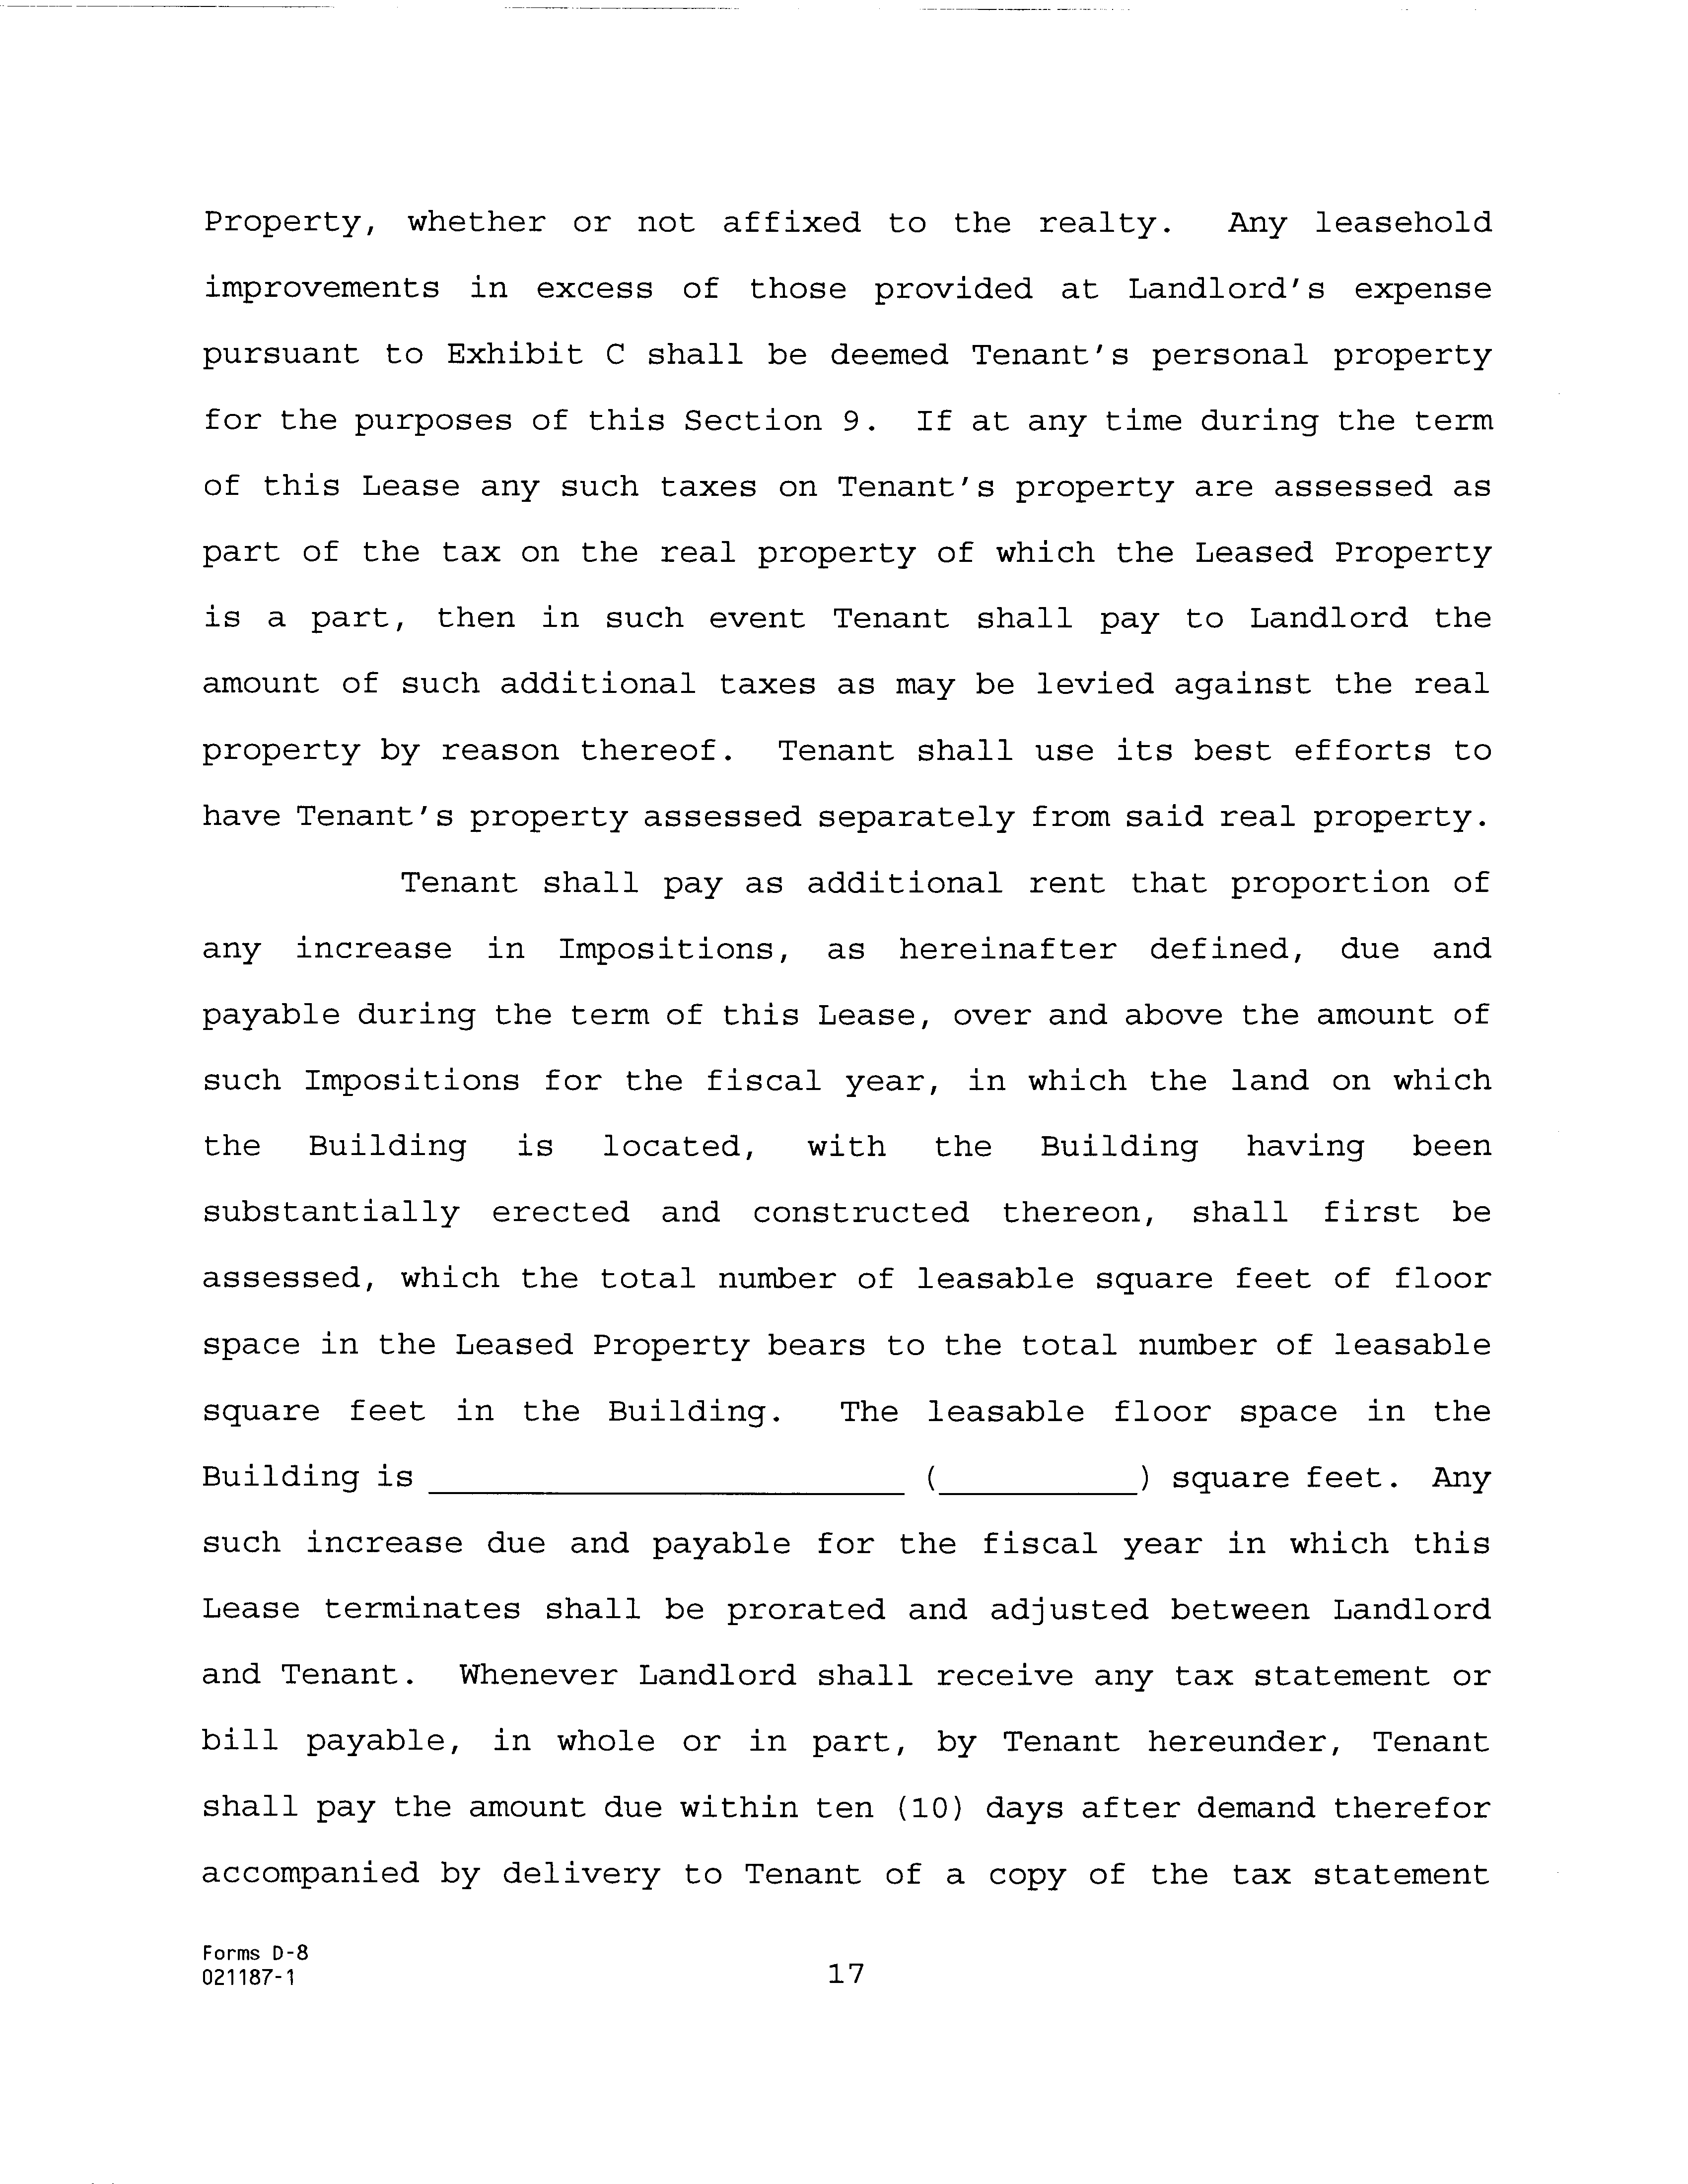 Property, whether or not affixed to the realty. Any leasehold
improvements in excess of those provided at Landlord's expense
pursuant to Exhibit C shall be deemed Tenant's personal property
for the purposes of this Section 9. If at any time during the term
of this Lease any such taxes on Tenant's property are assessed as
part of the tax on the real property of which the Leased Property
is a part, then in such event Tenant shall pay to Landlord the
amount of such additional taxes as may be levied against the real
property by reason thereof. Tenant shall use its best efforts to
have Tenant's property assessed separately from said real property.
Tenant shall pay as additional rent that proportion of
any increase in Impositions, as hereinafter defined, due and
payable during the term of this Lease, over and above the amount of
such Impositions for the fiscal year, in which the land on which
the Building is located, with the Building having been
substantially erected and constructed thereon, shall first be
assessed, which the total number of leasable square feet of floor
space in the Leased Property bears to the total number of leasable
square feet in the Building. The leasable floor space in the
Building is ________________________ (__________) square feet. Any
such increase due and payable for the fiscal year in which this
Lease terminates shall be prorated and adjusted between Landlord
and Tenant. Whenever Landlord shall receive any tax statement or
bill payable, in whole or in part, by Tenant hereunder, Tenant
shall pay the amount due within ten (10) days after demand therefor
accompanied by delivery to Tenant of a copy of the tax statement
Forms D-8
021187-1
17